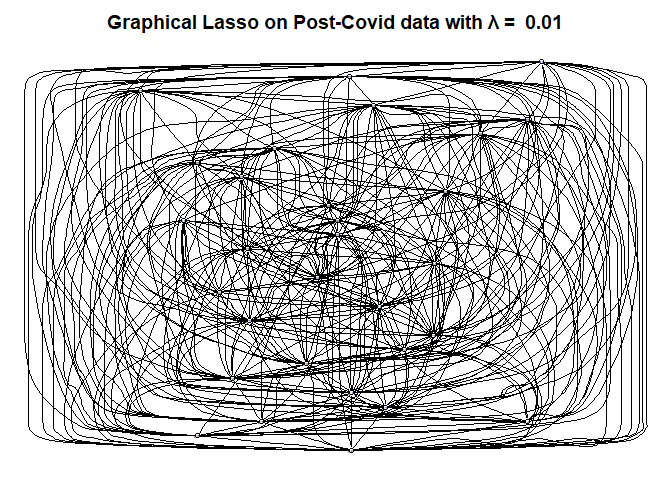 Graphical Lasso on Post-Covid data with λ = 0.01